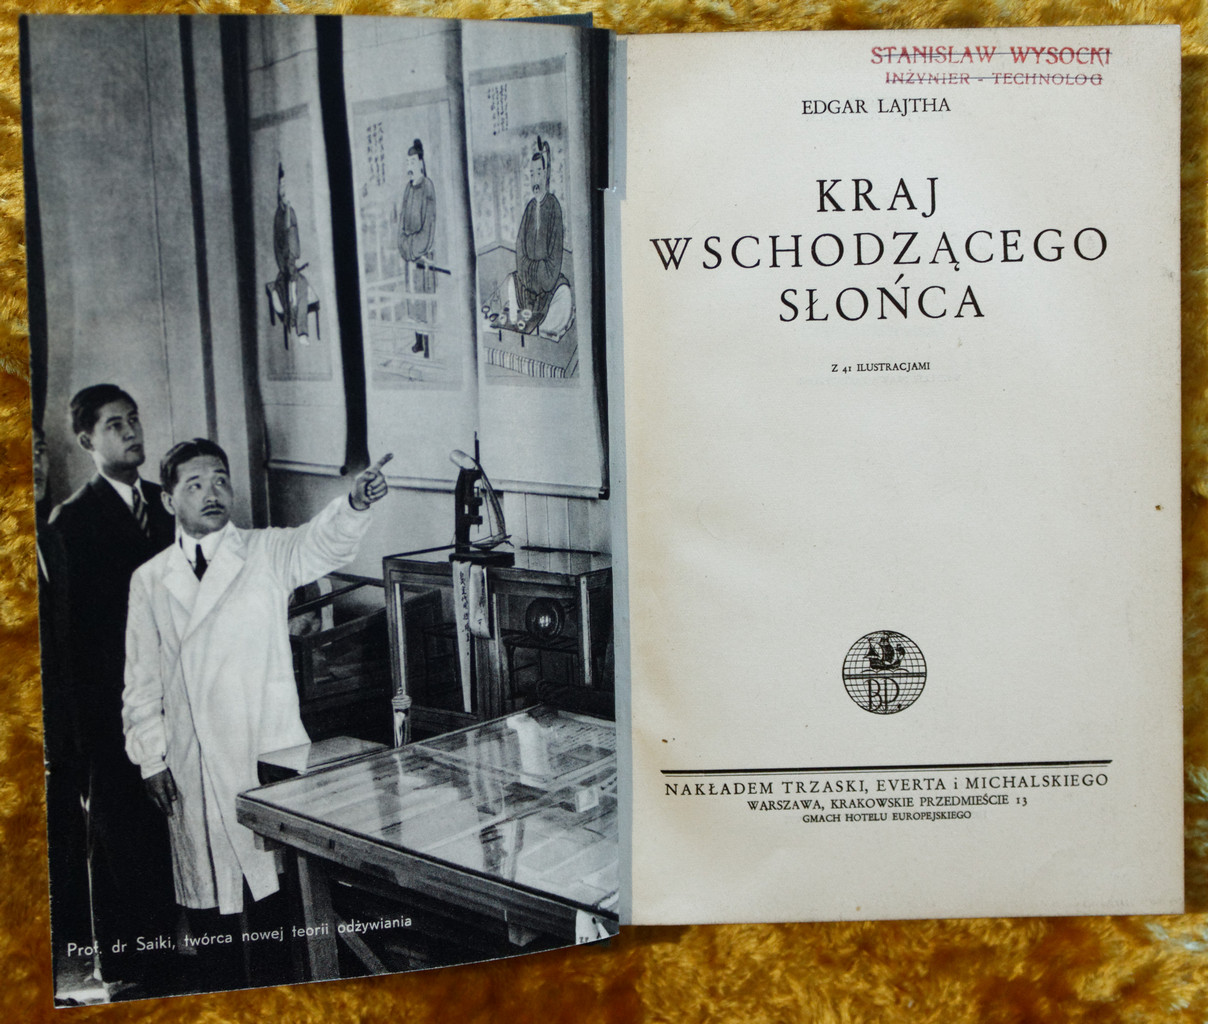 Prof. dr Saiki, twórca nowej teorii odżywiania
STANISŁAW WYSOCKI
INŻYNIER - TECHNOLOG
EDGAR LAJTHA
KRAJ
WSCHODZĄCEGO
SŁOŃCA
Z 41 ILUSTRACJAMI
BP
NAKŁADEM TRZASKI, EVERTA i MICHALSKIEGO
WARSZAWA, KRAKOWSKIE PRZEDMIEŚCIE 13
GMACH HOTELU EUROPEJSKIEGO